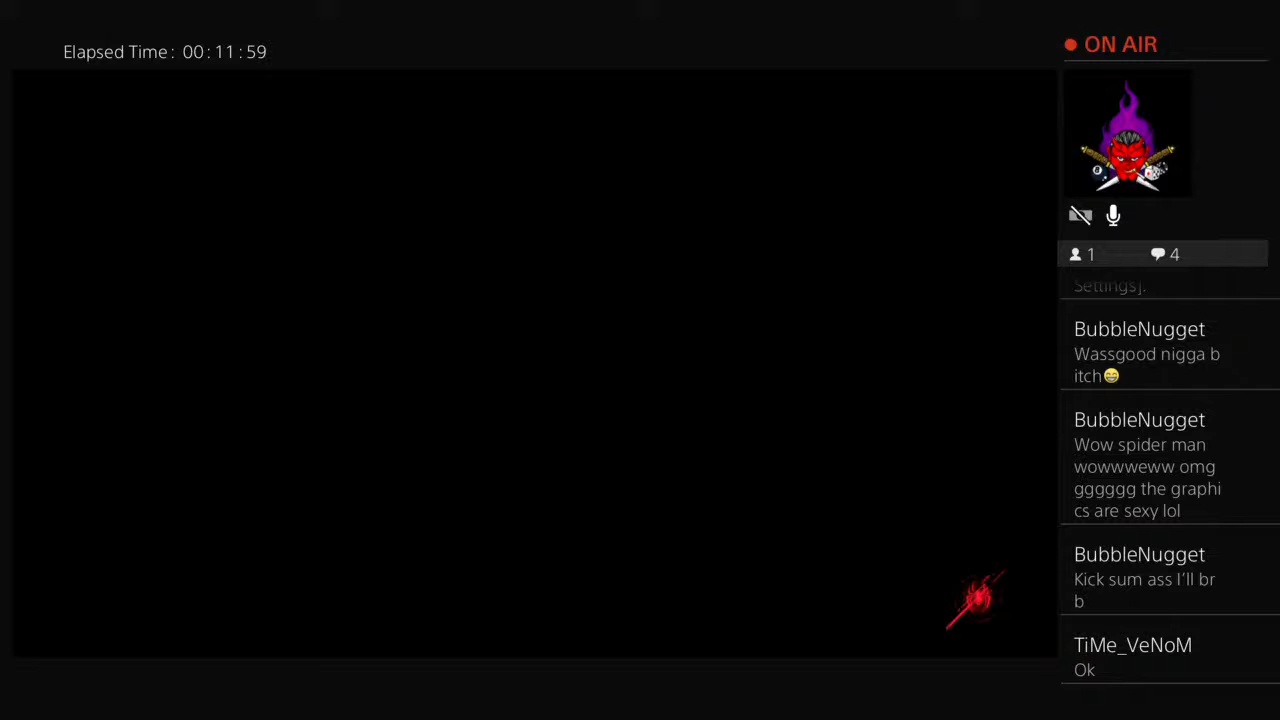 Elapsed Time: 00:11:59
ON AIR
1
4
Settings].
BubbleNugget
Wassgood nigga b
itch😁
BubbleNugget
Wow spider man
wowwweww omg
gggggg the graphi
cs are sexy lol
BubbleNugget
Kick sum ass I'll br
b
TiMe_VeNoM
Ok